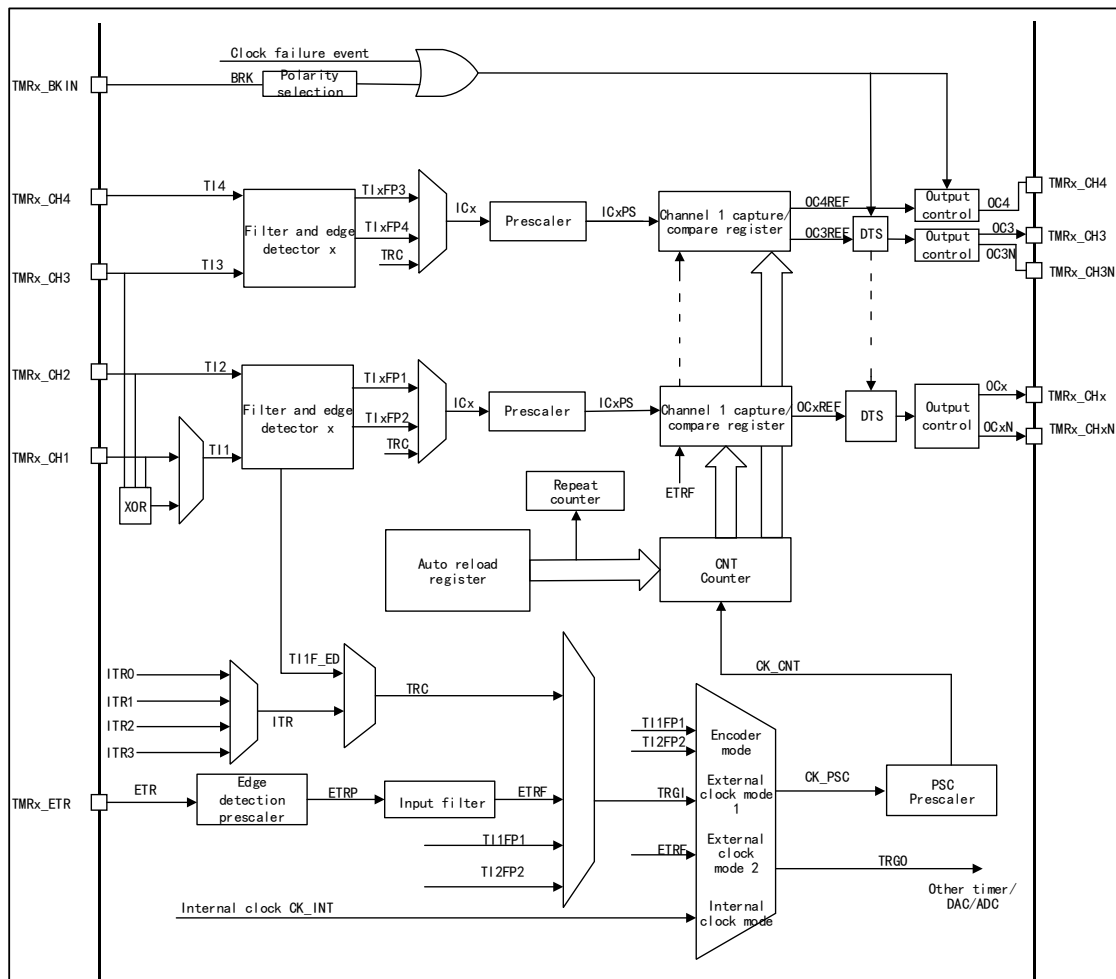 Clock failure event
TMRx_BKIN
BRK
Polarity
selection
TMRx_CH4
TI4
TIxFP3
ICx
Prescaler
ICxPS
Channel 1 capture/
compare register
OC4REF
Output
control
OC4
TMRx_CH4
Filter and edge
detector x
TIxFP4
TRC
OC3REF
DTS
Output
control
OC3
OC3N
TMRx_CH3
TMRx_CH3N
TMRx_CH3
TI3
TMRx_CH2
TI2
TIxFP1
ICx
Prescaler
ICxPS
Channel 1 capture/
compare register
OCxREF
DTS
Output
control
OCx
OCxN
TMRx_CHx
TMRx_CHxN
Filter and edge
detector x
TIxFP2
TRC
TMRx_CH1
TI1
XOR
ETRF
Repeat
counter
Auto reload
register
CNT
Counter
TI1F_ED
CK_CNT
ITR0
ITR1
ITR2
ITR3
ITR
TRC
TI1FP1
TI2FP2
Encoder
mode
TMRx_ETR
ETR
Edge
detection
prescaler
ETRP
Input filter
ETRF
TRGI
External
clock mode
1
CK_PSC
PSC
Prescaler
TI1FP1
TI2FP2
ETRF
External
clock
mode 2
TRGO
Other timer/
DAC/ADC
Internal clock CK_INT
Internal
clock mode